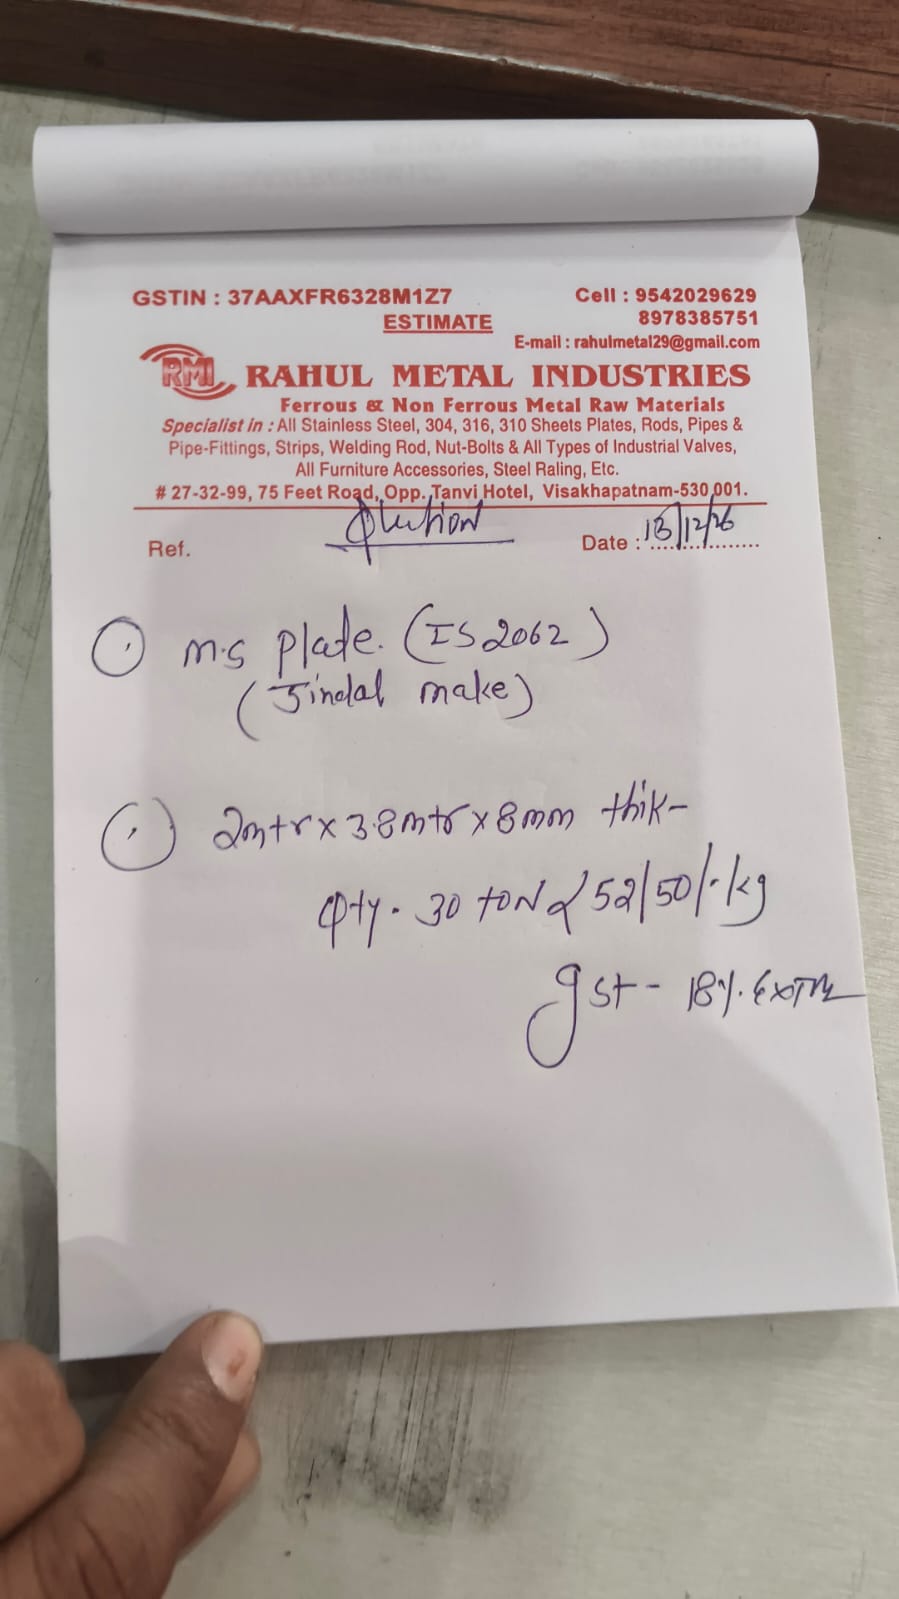 GSTIN : 37AAXFR6328M1Z7
Cell : 9542029629
8978385751
ESTIMATE
E-mail : rahulmetal29@gmail.com
RMI RAHUL METAL INDUSTRIES
Ferrous & Non Ferrous Metal Raw Materials
Specialist in : All Stainless Steel, 304, 316, 310 Sheets Plates, Rods, Pipes &
Pipe-Fittings, Strips, Welding Rod, Nut-Bolts & All Types of Industrial Valves,
All Furniture Accessories, Steel Raling, Etc.
# 27-32-99, 75 Feet Road, Opp. Tanvi Hotel, Visakhapatnam-530 001.
Ref.
Date : /12/26
M.S Plate. (IS2062)
(Jindal make)
2mtr x 3.8mtr x 8mm thik-
Qty. 30 TON 52/50/-kg
gst - 18%. Extra